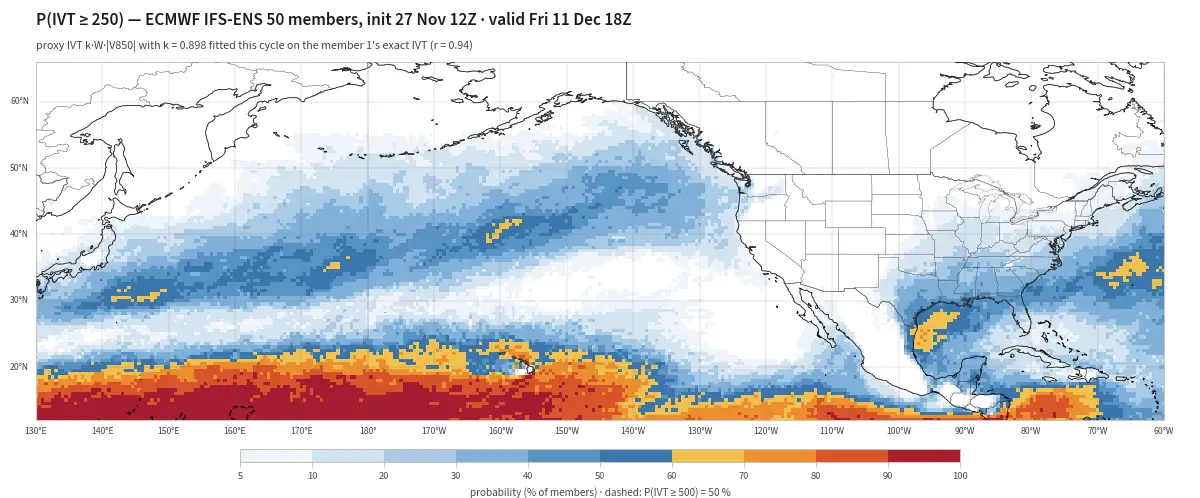 P(IVT ≥ 250) — ECMWF IFS-ENS 50 members, init 27 Nov 12Z · valid Fri 11 Dec 18Z
proxy IVT k·W·|V850| with k = 0.898 fitted this cycle on the member 1's exact IVT (r = 0.94)
60°N
50°N
40°N
30°N
20°N
130°E 140°E 150°E 160°E 170°E 180° 170°W 160°W 150°W 140°W 130°W 120°W 110°W 100°W 90°W 80°W 70°W 60°W
5 10 20 30 40 50 60 70 80 90 100
probability (% of members) · dashed: P(IVT ≥ 500) = 50 %